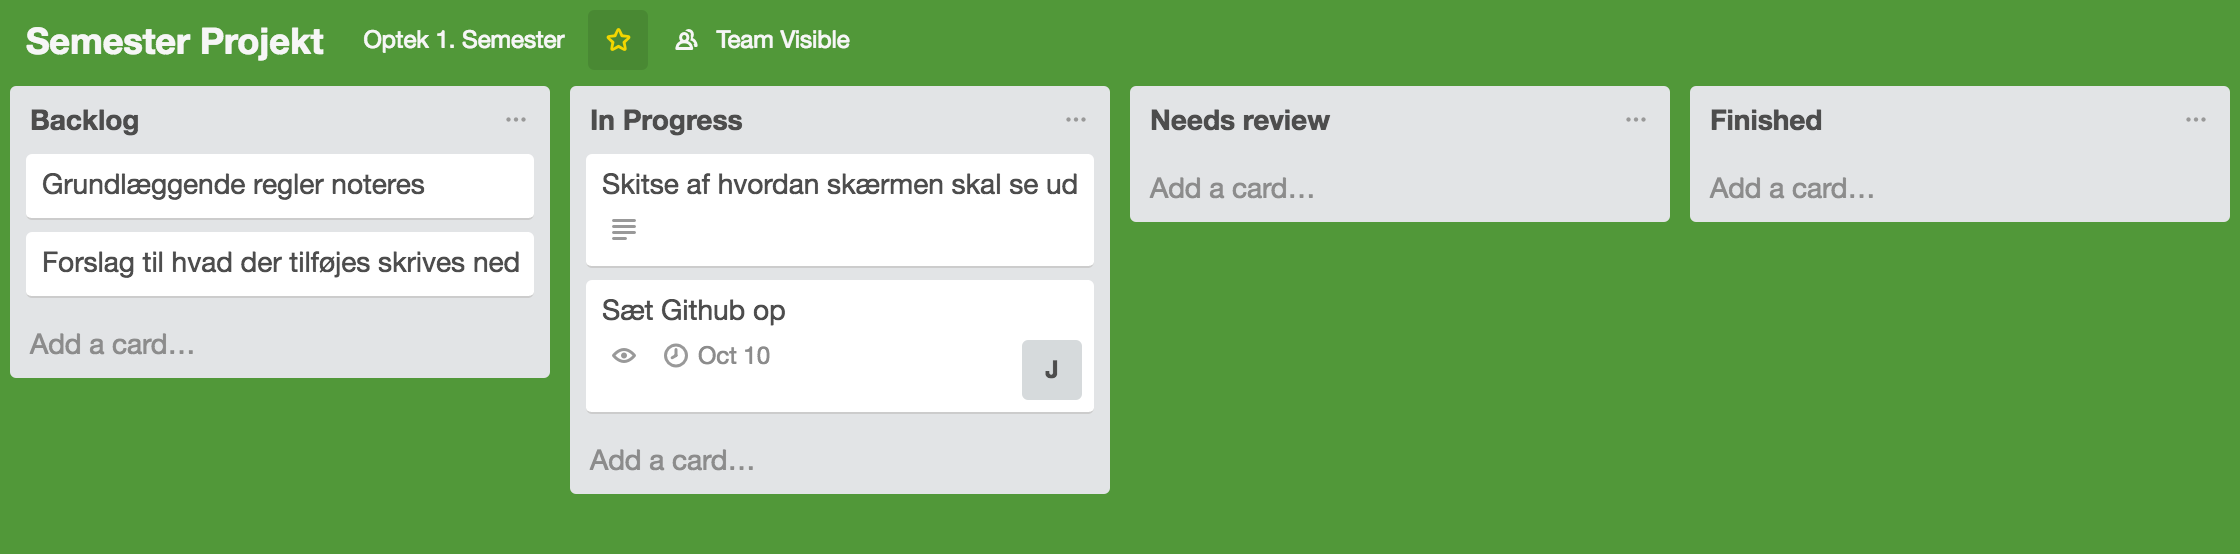 Semester Projekt Optek 1. Semester Team Visible
Backlog
Grundlæggende regler noteres
Forslag til hvad der tilføjes skrives ned
Add a card...
In Progress
Skitse af hvordan skærmen skal se ud
Sæt Github op
Oct 10
J
Add a card...
Needs review
Add a card...
Finished
Add a card...